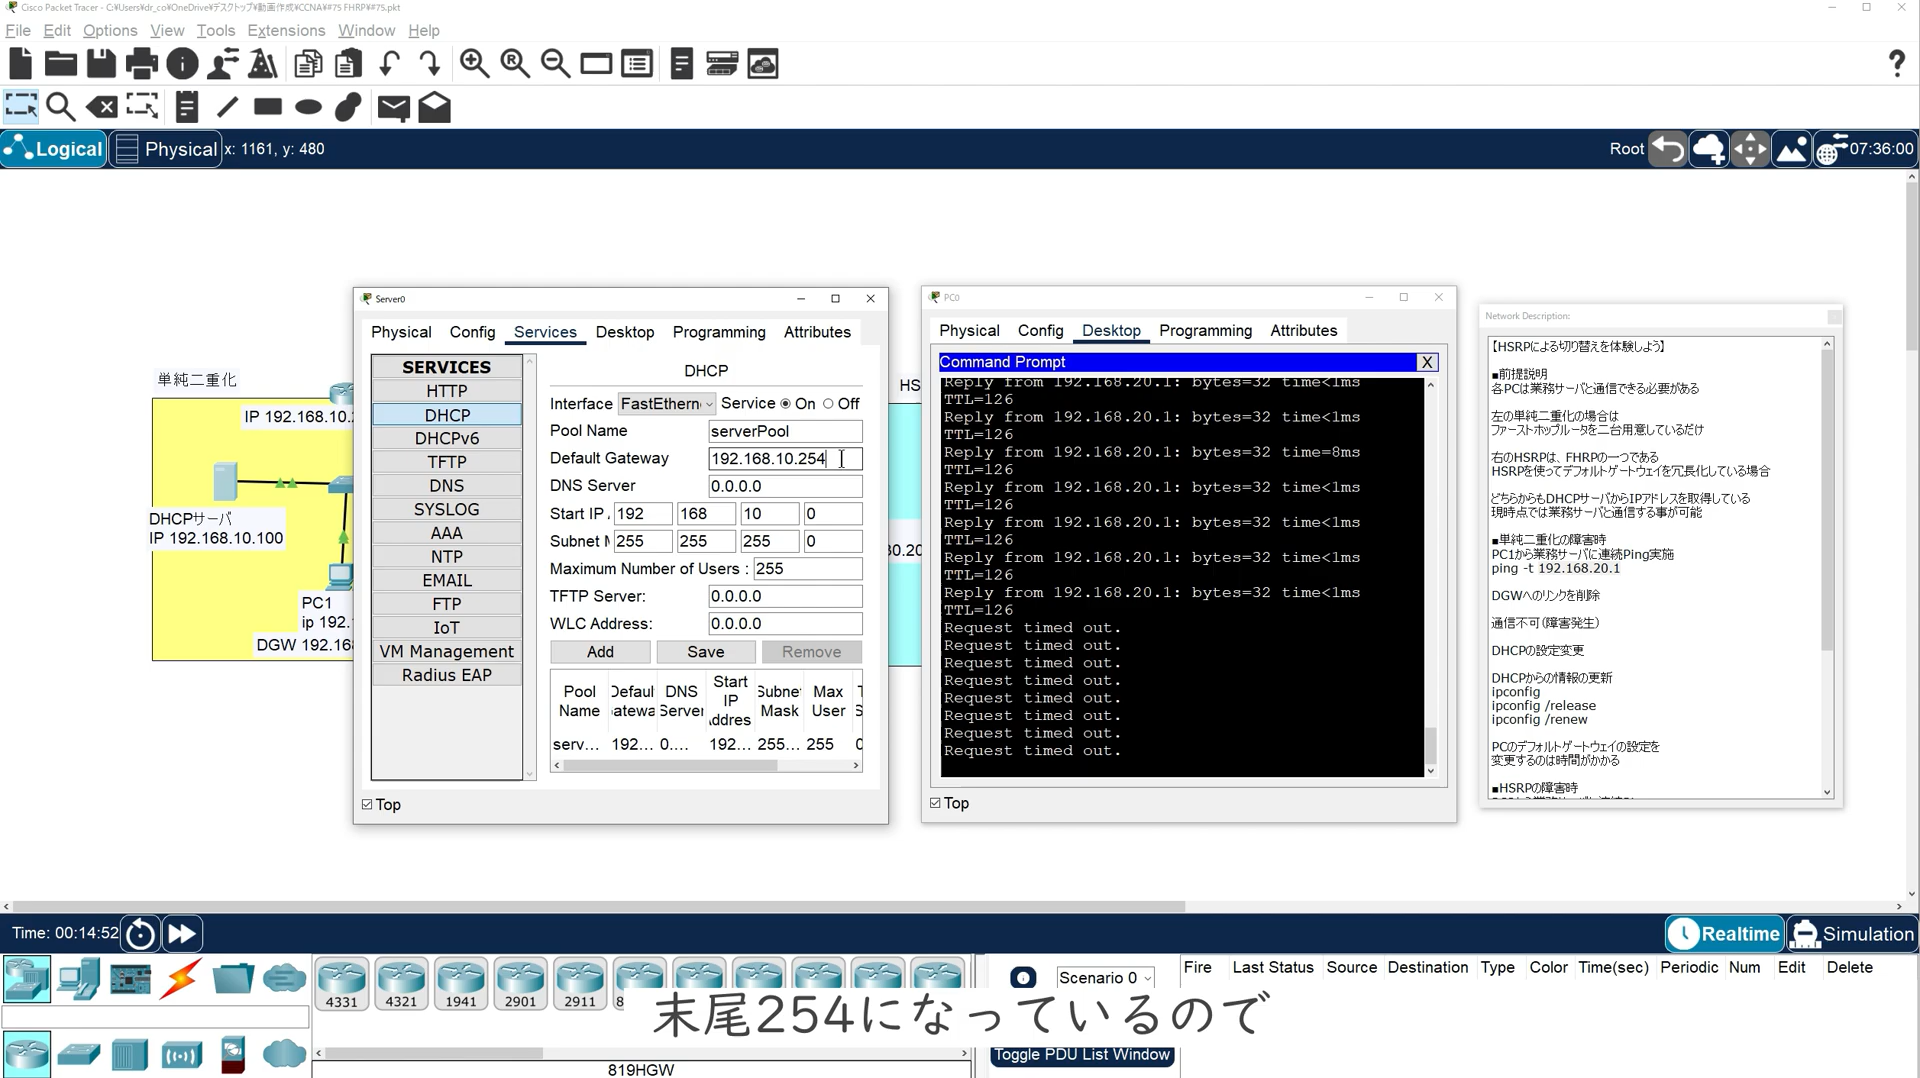 Cisco Packet Tracer - C:¥Users¥dr_co¥OneDrive¥デスクトップ¥動画作成¥CCNA¥#75 FHRP¥#75.pkt
File Edit Options View Tools Extensions Window Help
Logical Physical x: 1161, y: 480 Root 07:36:00
単純二重化
IP 192.168.10.
DHCPサーバ
IP 192.168.10.100
PC1
ip 192.
DGW 192.168
HS
30.20
Server0
Physical Config Services Desktop Programming Attributes
SERVICES
HTTP
DHCP
DHCPv6
TFTP
DNS
SYSLOG
AAA
NTP
EMAIL
FTP
IoT
VM Management
Radius EAP
DHCP
Interface FastEthern Service On Off
Pool Name serverPool
Default Gateway 192.168.10.254
DNS Server 0.0.0.0
Start IP 192 168 10 0
Subnet 255 255 255 0
Maximum Number of Users : 255
TFTP Server: 0.0.0.0
WLC Address: 0.0.0.0
Add Save Remove
Pool Name Defaul Gatewa DNS Server Start IP Addres Subnet Mask Max User
serv... 192... 0.... 192... 255... 255 0
Top
PC0
Physical Config Desktop Programming Attributes
Command Prompt X
Reply from 192.168.20.1: bytes=32 time<1ms
TTL=126
Reply from 192.168.20.1: bytes=32 time<1ms
TTL=126
Reply from 192.168.20.1: bytes=32 time=8ms
TTL=126
Reply from 192.168.20.1: bytes=32 time<1ms
TTL=126
Reply from 192.168.20.1: bytes=32 time<1ms
TTL=126
Reply from 192.168.20.1: bytes=32 time<1ms
TTL=126
Reply from 192.168.20.1: bytes=32 time<1ms
TTL=126
Request timed out.
Request timed out.
Request timed out.
Request timed out.
Request timed out.
Request timed out.
Request timed out.
Request timed out.
Top
Network Description:
【HSRPによる切り替えを体験しよう】
■前提説明
各PCは業務サーバと通信できる必要がある
左の単純二重化の場合は
ファーストホップルータを二台用意しているだけ
右のHSRPは、FHRPの一つである
HSRPを使ってデフォルトゲートウェイを冗長化している場合
どちらからもDHCPサーバからIPアドレスを取得している
現時点では業務サーバと通信する事が可能
■単純二重化の障害時
PC1から業務サーバに連続Ping実施
ping -t 192.168.20.1
DGWへのリンクを削除
通信不可(障害発生)
DHCPの設定変更
DHCPからの情報の更新
ipconfig
ipconfig /release
ipconfig /renew
PCのデフォルトゲートウェイの設定を
変更するのは時間がかかる
■HSRPの障害時
Time: 00:14:52 Realtime Simulation
4331 4321 1941 2901 2911
Scenario 0
Fire Last Status Source Destination Type Color Time(sec) Periodic Num Edit Delete
末尾254になっているので
Toggle PDU List Window
819HGW